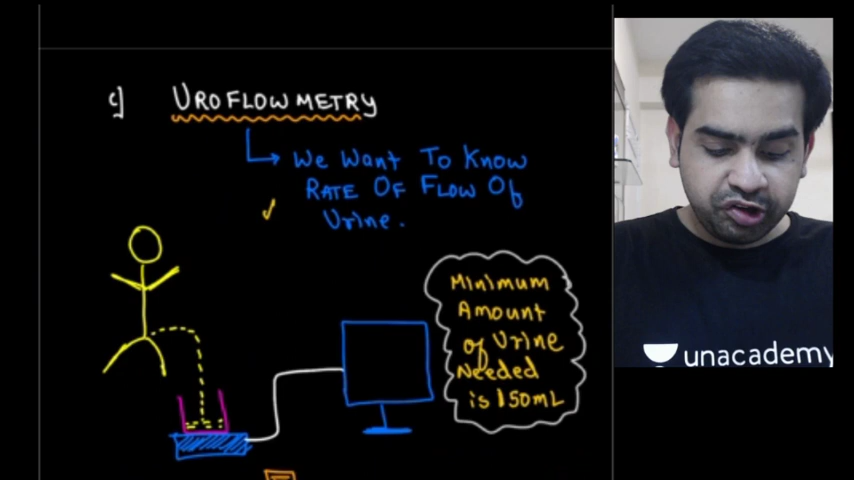 c] UROFLOWMETRY
We Want To Know
RATE OF FLOW OF
Urine.
Minimum
Amount
of Urine
Needed
is 150mL
unacademy